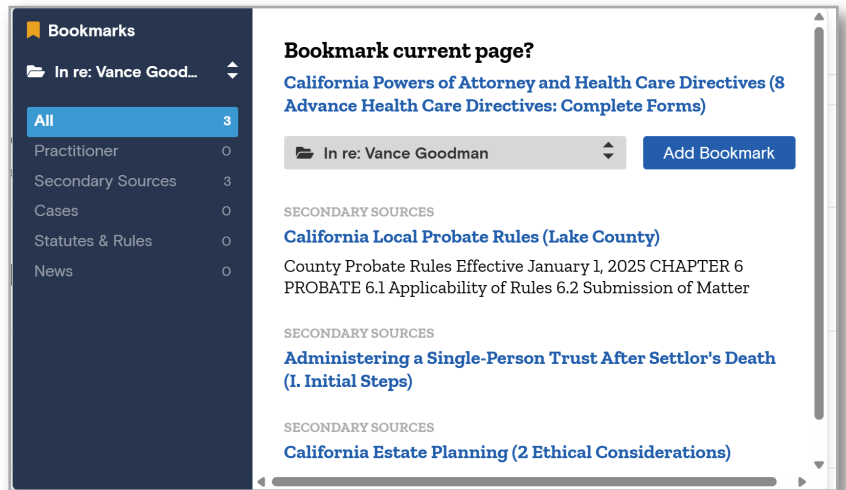 Bookmarks
In re: Vance Good...
All 3
Practitioner 0
Secondary Sources 3
Cases 0
Statutes & Rules 0
News 0
Bookmark current page?
California Powers of Attorney and Health Care Directives (8
Advance Health Care Directives: Complete Forms)
In re: Vance Goodman
Add Bookmark
SECONDARY SOURCES
California Local Probate Rules (Lake County)
County Probate Rules Effective January 1, 2025 CHAPTER 6
PROBATE 6.1 Applicability of Rules 6.2 Submission of Matter
SECONDARY SOURCES
Administering a Single-Person Trust After Settlor's Death
(I. Initial Steps)
SECONDARY SOURCES
California Estate Planning (2 Ethical Considerations)